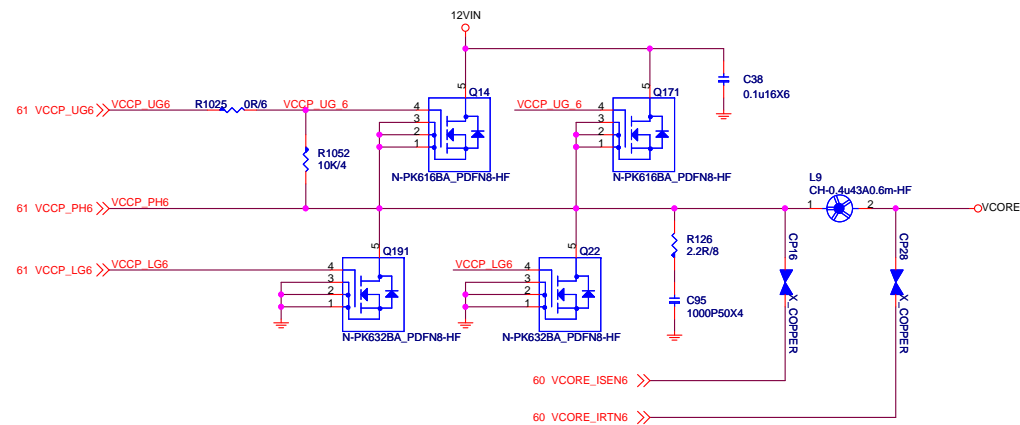 12VIN
5
Q14
5
Q171
C38
0.1u16X6
61 VCCP_UG6
VCCP_UG6
R1025
0R/6
VCCP_UG_6
4
3
2
1
VCCP_UG_6
4
3
2
1
R1052
10K/4
N-PK616BA_PDFN8-HF
N-PK616BA_PDFN8-HF
L9
CH-0.4u43A0.6m-HF
61 VCCP_PH6
VCCP_PH6
1
2
VCORE
5
Q191
5
Q22
R126
2.2R/8
CP16
CP28
61 VCCP_LG6
VCCP_LG6
4
3
2
1
VCCP_LG6
4
3
2
1
C95
1000P50X4
X_COPPER
X_COPPER
N-PK632BA_PDFN8-HF
N-PK632BA_PDFN8-HF
60 VCORE_ISEN6
60 VCORE_IRTN6